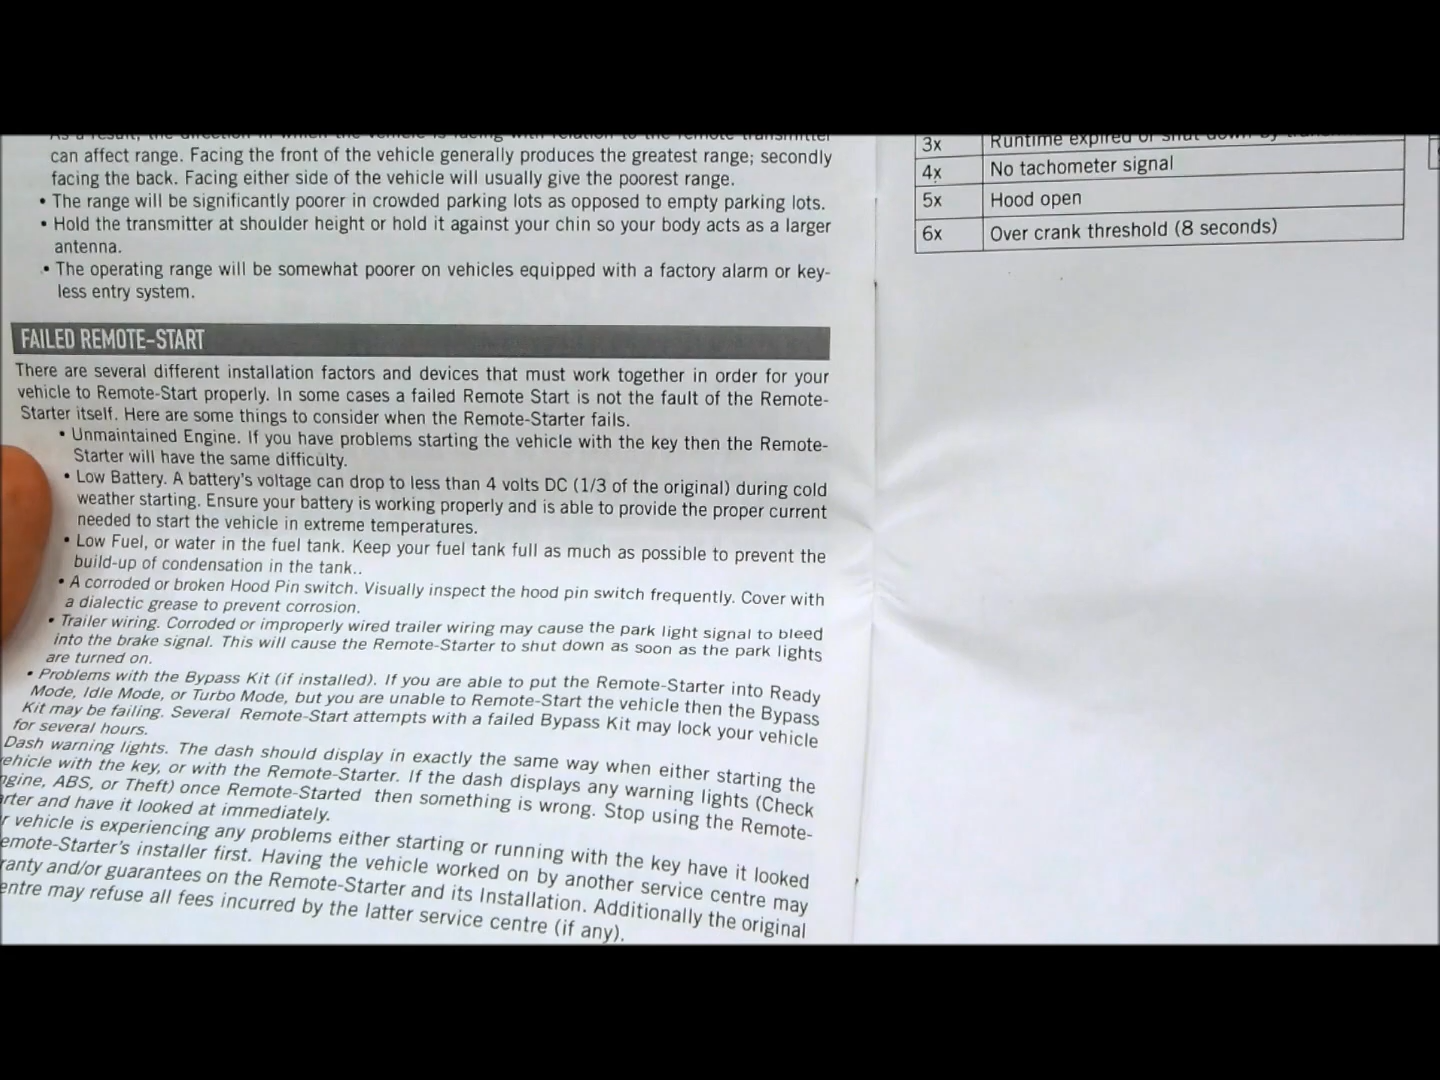 can affect range. Facing the front of the vehicle generally produces the greatest range; secondly
facing the back. Facing either side of the vehicle will usually give the poorest range.
• The range will be significantly poorer in crowded parking lots as opposed to empty parking lots.
• Hold the transmitter at shoulder height or hold it against your chin so your body acts as a larger
antenna.
• The operating range will be somewhat poorer on vehicles equipped with a factory alarm or key-
less entry system.
FAILED REMOTE-START
There are several different installation factors and devices that must work together in order for your
vehicle to Remote-Start properly. In some cases a failed Remote Start is not the fault of the Remote-
Starter itself. Here are some things to consider when the Remote-Starter fails.
• Unmaintained Engine. If you have problems starting the vehicle with the key then the Remote-
Starter will have the same difficulty.
• Low Battery. A battery's voltage can drop to less than 4 volts DC (1/3 of the original) during cold
weather starting. Ensure your battery is working properly and is able to provide the proper current
needed to start the vehicle in extreme temperatures.
• Low Fuel, or water in the fuel tank. Keep your fuel tank full as much as possible to prevent the
build-up of condensation in the tank..
• A corroded or broken Hood Pin switch. Visually inspect the hood pin switch frequently. Cover with
a dialectic grease to prevent corrosion.
• Trailer wiring. Corroded or improperly wired trailer wiring may cause the park light signal to bleed
into the brake signal. This will cause the Remote-Starter to shut down as soon as the park lights
are turned on.
• Problems with the Bypass Kit (if installed). If you are able to put the Remote-Starter into Ready
Mode, Idle Mode, or Turbo Mode, but you are unable to Remote-Start the vehicle then the Bypass
Kit may be failing. Several Remote-Start attempts with a failed Bypass Kit may lock your vehicle
for several hours.
Dash warning lights. The dash should display in exactly the same way when either starting the
ehicle with the key, or with the Remote-Starter. If the dash displays any warning lights (Check
ngine, ABS, or Theft) once Remote-Started then something is wrong. Stop using the Remote-
rter and have it looked at immediately.
r vehicle is experiencing any problems either starting or running with the key have it looked
emote-Starter's installer first. Having the vehicle worked on by another service centre may
ranty and/or guarantees on the Remote-Starter and its Installation. Additionally the original
entre may refuse all fees incurred by the latter service centre (if any).
3x Runtime expired or shut down by
4x No tachometer signal
5x Hood open
6x Over crank threshold (8 seconds)